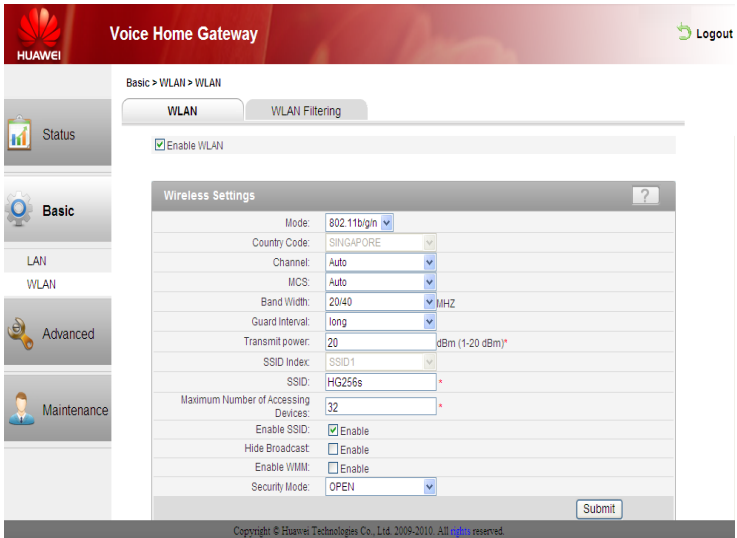 HUAWEI
Voice Home Gateway
Logout
Basic > WLAN > WLAN
WLAN
WLAN Filtering
Enable WLAN
Status
Basic
LAN
WLAN
Advanced
Maintenance
Wireless Settings ?
Mode: 802.11b/g/n
Country Code: SINGAPORE
Channel: Auto
MCS: Auto
Band Width: 20/40 MHZ
Guard Interval: long
Transmit power: 20 dBm (1-20 dBm)*
SSID Index: SSID1
SSID: HG256s *
Maximum Number of Accessing
Devices: 32 *
Enable SSID: Enable
Hide Broadcast: Enable
Enable WMM: Enable
Security Mode: OPEN
Submit
Copyright © Huawei Technologies Co., Ltd. 2009-2010. All rights reserved.